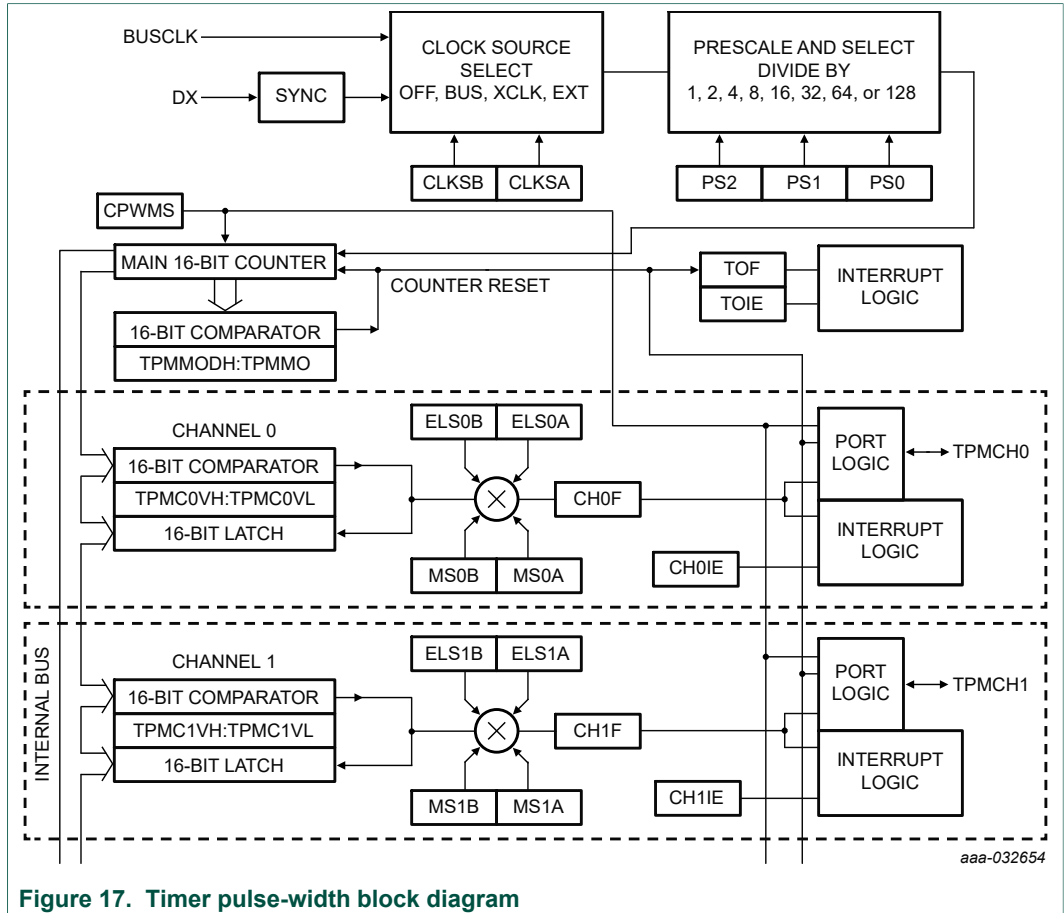 BUSCLK
DX
SYNC
CLOCK SOURCE
SELECT
OFF, BUS, XCLK, EXT
PRESCALE AND SELECT
DIVIDE BY
1, 2, 4, 8, 16, 32, 64, or 128
CLKSB
CLKSA
PS2
PS1
PS0
CPWMS
MAIN 16-BIT COUNTER
COUNTER RESET
TOF
TOIE
INTERRUPT
LOGIC
16-BIT COMPARATOR
TPMMODH:TPMMO
CHANNEL 0
16-BIT COMPARATOR
TPMC0VH:TPMC0VL
16-BIT LATCH
ELS0B
ELS0A
MS0B
MS0A
CH0F
CH0IE
PORT
LOGIC
TPMCH0
INTERRUPT
LOGIC
INTERNAL BUS
CHANNEL 1
16-BIT COMPARATOR
TPMC1VH:TPMC1VL
16-BIT LATCH
ELS1B
ELS1A
MS1B
MS1A
CH1F
CH1IE
PORT
LOGIC
TPMCH1
INTERRUPT
LOGIC
aaa-032654
Figure 17. Timer pulse-width block diagram